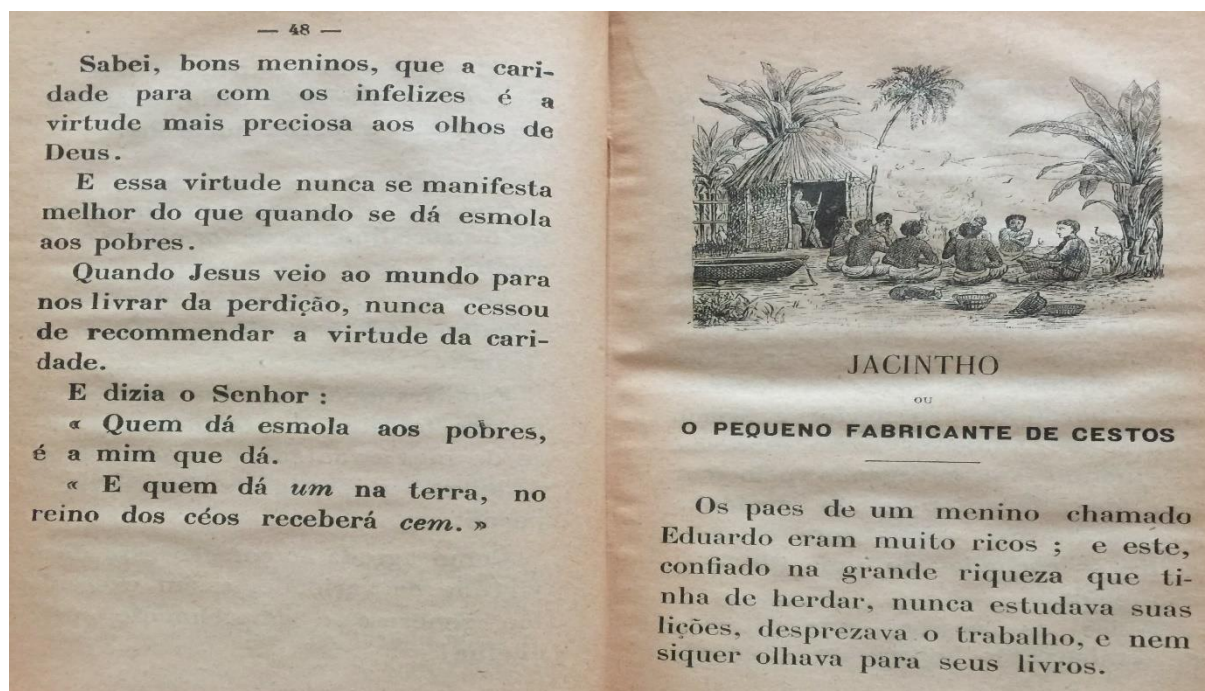 — 48 —
Sabei, bons meninos, que a cari-
dade para com os infelizes é a
virtude mais preciosa aos olhos de
Deus.
E essa virtude nunca se manifesta
melhor do que quando se dá esmola
aos pobres.
Quando Jesus veio ao mundo para
nos livrar da perdição, nunca cessou
de recommendar a virtude da cari-
dade.
E dizia o Senhor :
« Quem dá esmola aos pobres,
é a mim que dá.
« E quem dá um na terra, no
reino dos céos receberá cem. »
JACINTHO
OU
O PEQUENO FABRICANTE DE CESTOS
Os paes de um menino chamado
Eduardo eram muito ricos ; e este,
confiado na grande riqueza que ti-
nha de herdar, nunca estudava suas
lições, desprezava o trabalho, e nem
siquer olhava para seus livros.